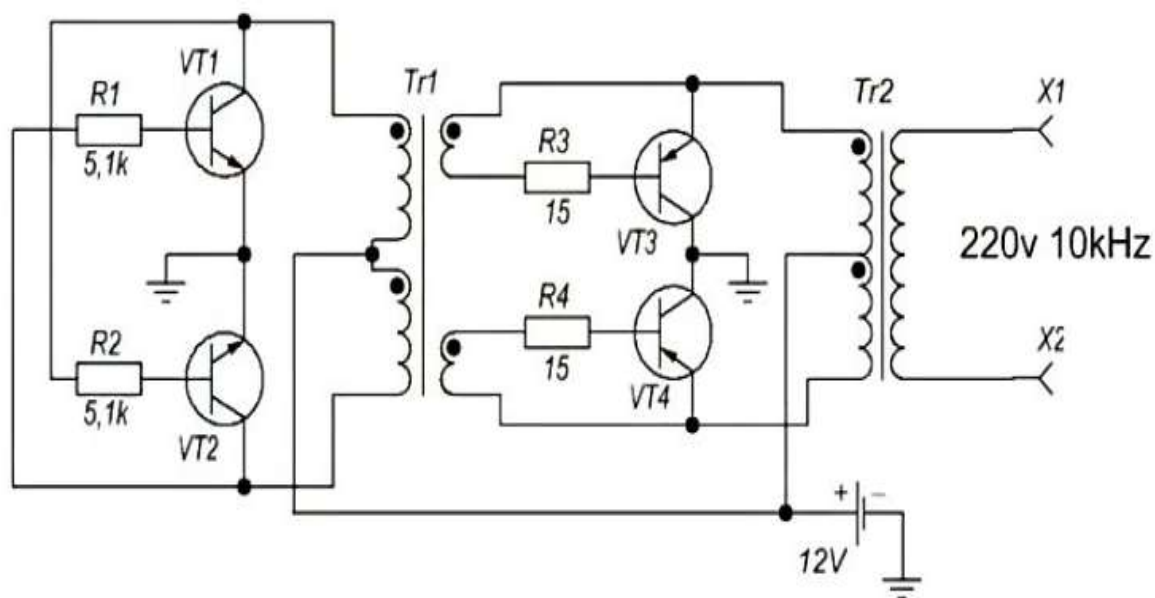 VT1
R1
5,1k
R2
5,1k
VT2
Tr1
R3
15
VT3
R4
15
VT4
Tr2
X1
220v 10kHz
X2
+ −
12V